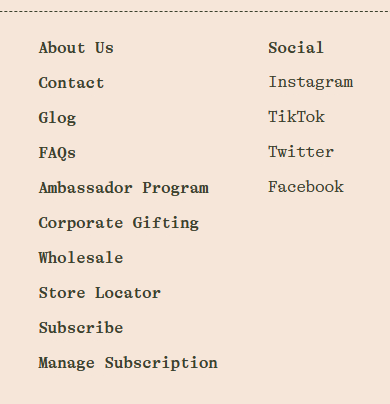 About Us
Contact
Glog
FAQs
Ambassador Program
Corporate Gifting
Wholesale
Store Locator
Subscribe
Manage Subscription
Social
Instagram
TikTok
Twitter
Facebook